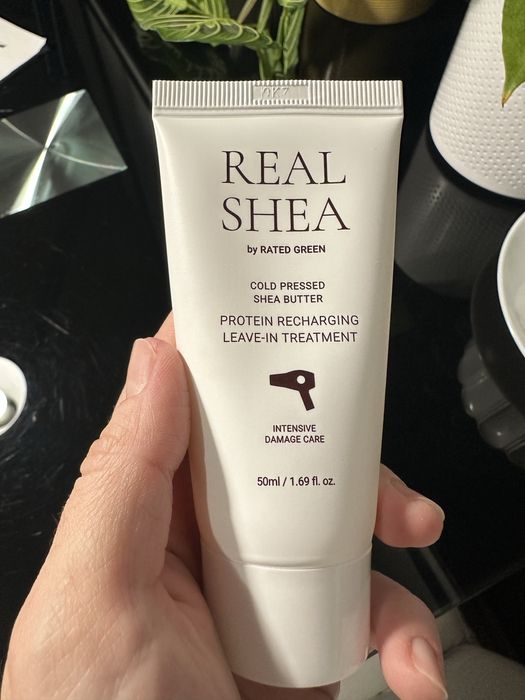 REAL
SHEA
by RATED GREEN
COLD PRESSED
SHEA BUTTER
PROTEIN RECHARGING
LEAVE-IN TREATMENT
INTENSIVE
DAMAGE CARE
50ml / 1.69 fl. oz.